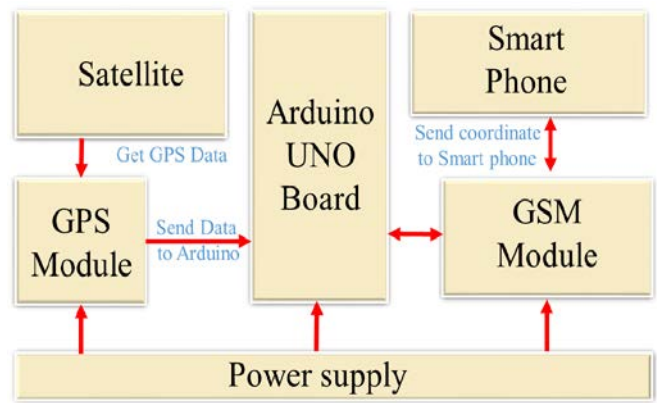 Satellite
Get GPS Data
GPS
Module
Send Data
to Arduino
Arduino
UNO
Board
Smart
Phone
Send coordinate
to Smart phone
GSM
Module
Power supply